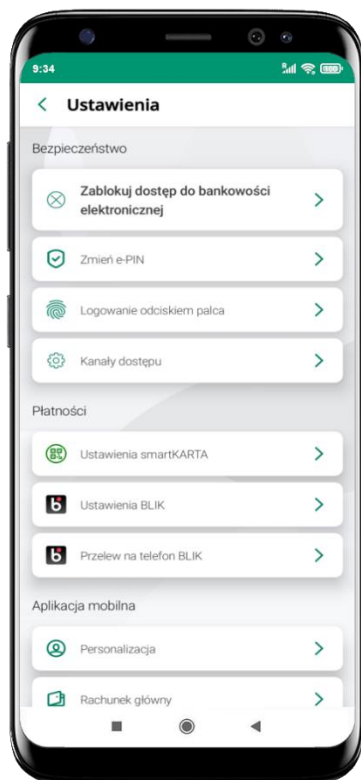 9:34
Ustawienia
Bezpieczeństwo
Zablokuj dostęp do bankowości
elektronicznej
Zmień e-PIN
Logowanie odciskiem palca
Kanały dostępu
Płatności
Ustawienia smartKARTA
Ustawienia BLIK
Przelew na telefon BLIK
Aplikacja mobilna
Personalizacja
Rachunek główny